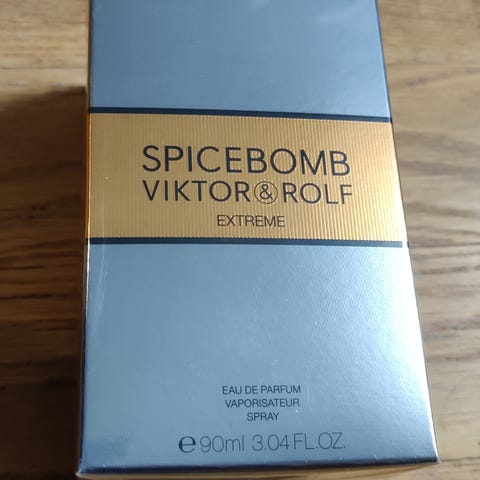 SPICEBOMB
VIKTOR&ROLF
EXTREME
EAU DE PARFUM
VAPORISATEUR
SPRAY
e 90ml 3.04 FL.OZ.